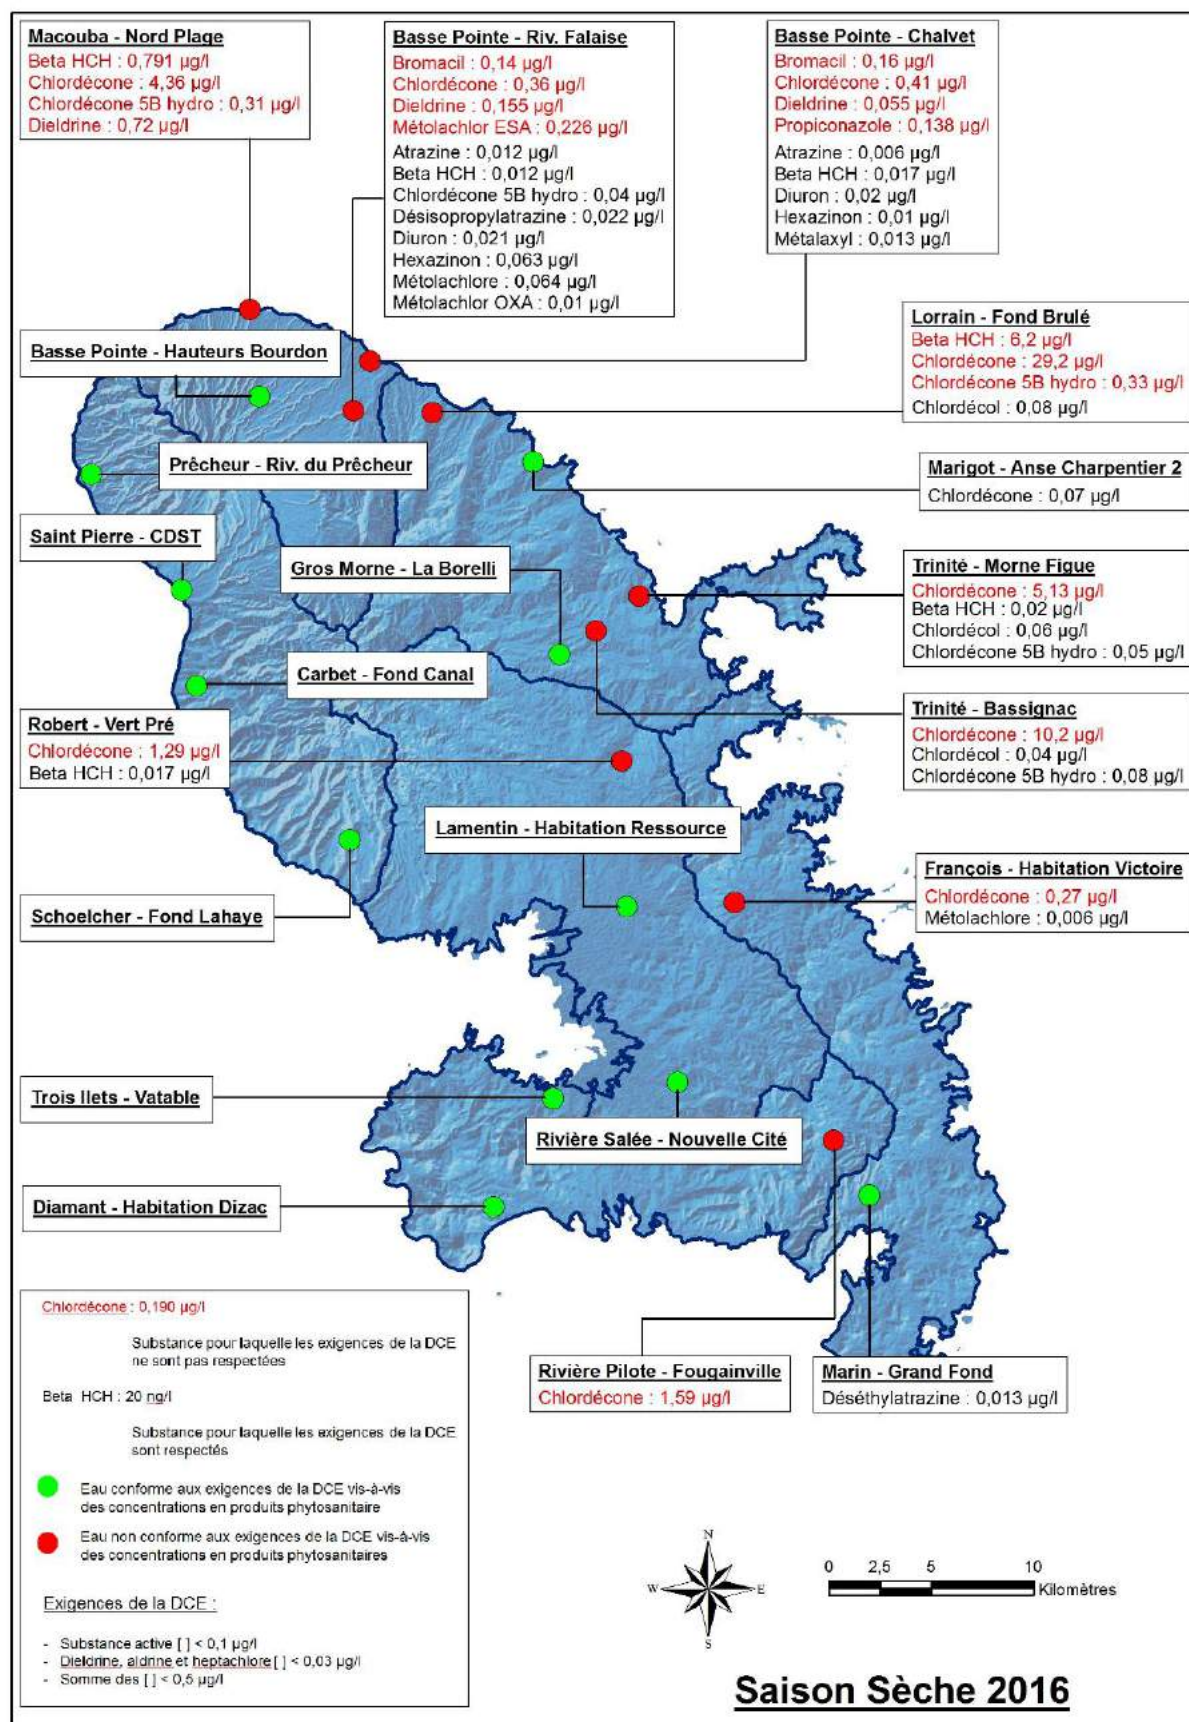 Macouba - Nord Plage
Beta HCH : 0,791 µg/l
Chlordécone : 4,36 µg/l
Chlordécone 5B hydro : 0,31 µg/l
Dieldrine : 0,72 µg/l
Basse Pointe - Riv. Falaise
Bromacil : 0,14 µg/l
Chlordécone : 0,36 µg/l
Dieldrine : 0,155 µg/l
Métolachlor ESA : 0,226 µg/l
Atrazine : 0,012 µg/l
Beta HCH : 0,012 µg/l
Chlordécone 5B hydro : 0,04 µg/l
Désisopropylatrazine : 0,022 µg/l
Diuron : 0,021 µg/l
Hexazinon : 0,063 µg/l
Métolachlore : 0,064 µg/l
Métolachlor OXA : 0,01 µg/l
Basse Pointe - Chalvet
Bromacil : 0,16 µg/l
Chlordécone : 0,41 µg/l
Dieldrine : 0,055 µg/l
Propiconazole : 0,138 µg/l
Atrazine : 0,006 µg/l
Beta HCH : 0,017 µg/l
Diuron : 0,02 µg/l
Hexazinon : 0,01 µg/l
Métalaxyl : 0,013 µg/l
Lorrain - Fond Brulé
Beta HCH : 6,2 µg/l
Chlordécone : 29,2 µg/l
Chlordécone 5B hydro : 0,33 µg/l
Chlordécol : 0,08 µg/l
Basse Pointe - Hauteurs Bourdon
Prêcheur - Riv. du Prêcheur
Marigot - Anse Charpentier 2
Chlordécone : 0,07 µg/l
Saint Pierre - CDST
Gros Morne - La Borelli
Trinité - Morne Figue
Chlordécone : 5,13 µg/l
Beta HCH : 0,02 µg/l
Chlordécol : 0,06 µg/l
Chlordécone 5B hydro : 0,05 µg/l
Carbet - Fond Canal
Robert - Vert Pré
Chlordécone : 1,29 µg/l
Beta HCH : 0,017 µg/l
Trinité - Bassignac
Chlordécone : 10,2 µg/l
Chlordécol : 0,04 µg/l
Chlordécone 5B hydro : 0,08 µg/l
Lamentin - Habitation Ressource
François - Habitation Victoire
Chlordécone : 0,27 µg/l
Métolachlore : 0,006 µg/l
Schoelcher - Fond Lahaye
Trois Ilets - Vatable
Rivière Salée - Nouvelle Cité
Diamant - Habitation Dizac
Rivière Pilote - Fougainville
Chlordécone : 1,59 µg/l
Marin - Grand Fond
Déséthylatrazine : 0,013 µg/l
Chlordécone : 0,190 µg/l
Substance pour laquelle les exigences de la DCE
ne sont pas respectées
Beta HCH : 20 ng/l
Substance pour laquelle les exigences de la DCE
sont respectés
Eau conforme aux exigences de la DCE vis-à-vis
des concentrations en produits phytosanitaire
Eau non conforme aux exigences de la DCE vis-à-vis
des concentrations en produits phytosanitaires
Exigences de la DCE :
- Substance active [ ] < 0,1 µg/l
- Dieldrine, aldrine et heptachlore [ ] < 0,03 µg/l
- Somme des [ ] < 0,5 µg/l
N
W E
S
0 2,5 5 10
Kilomètres
Saison Sèche 2016